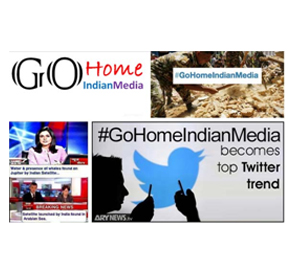 GO Home
IndianMedia
#GoHomeIndianMedia
#GoHomeIndianMedia
becomes
top Twitter
trend
Water & presence of whales found on
Jupiter by Indian Satellite...
BREAKING NEWS
Satellite launched by India found in
Arabian Sea.
ARY NEWS.tv